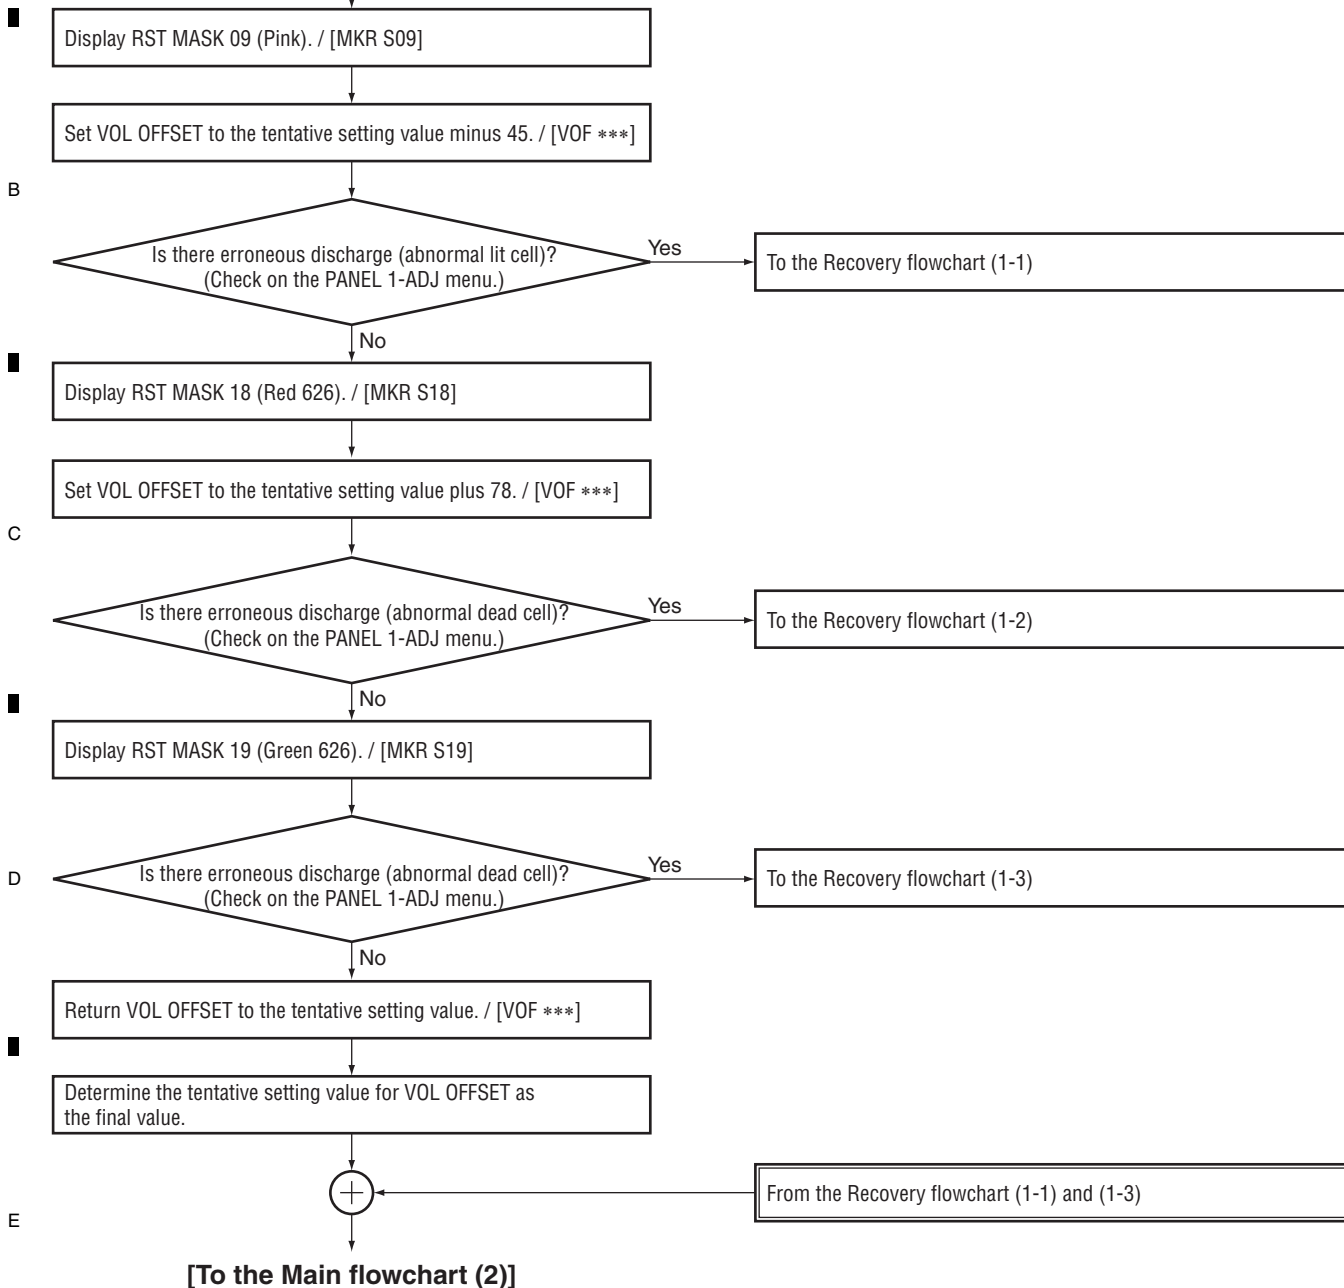 Display RST MASK 09 (Pink). / [MKR S09]
Set VOL OFFSET to the tentative setting value minus 45. / [VOF ***]
B
Is there erroneous discharge (abnormal lit cell)?
(Check on the PANEL 1-ADJ menu.)
Yes
To the Recovery flowchart (1-1)
No
Display RST MASK 18 (Red 626). / [MKR S18]
Set VOL OFFSET to the tentative setting value plus 78. / [VOF ***]
C
Is there erroneous discharge (abnormal dead cell)?
(Check on the PANEL 1-ADJ menu.)
Yes
To the Recovery flowchart (1-2)
No
Display RST MASK 19 (Green 626). / [MKR S19]
D
Is there erroneous discharge (abnormal dead cell)?
(Check on the PANEL 1-ADJ menu.)
Yes
To the Recovery flowchart (1-3)
No
Return VOL OFFSET to the tentative setting value. / [VOF ***]
Determine the tentative setting value for VOL OFFSET as
the final value.
From the Recovery flowchart (1-1) and (1-3)
E
[To the Main flowchart (2)]